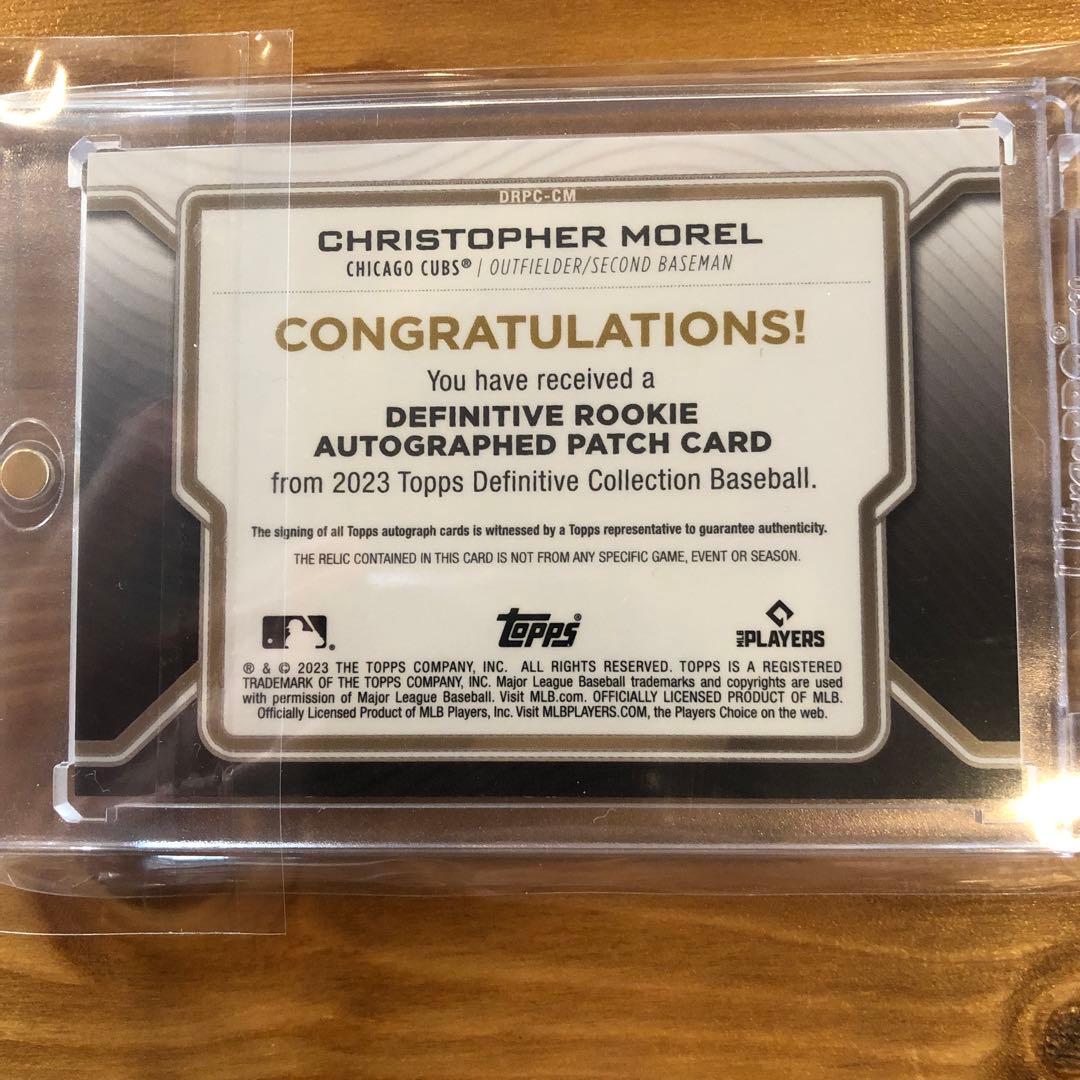 DRPC-CM
CHRISTOPHER MOREL
CHICAGO CUBS® | OUTFIELDER/SECOND BASEMAN
CONGRATULATIONS!
You have received a
DEFINITIVE ROOKIE
AUTOGRAPHED PATCH CARD
from 2023 Topps Definitive Collection Baseball.
The signing of all Topps autograph cards is witnessed by a Topps representative to guarantee authenticity.
THE RELIC CONTAINED IN THIS CARD IS NOT FROM ANY SPECIFIC GAME, EVENT OR SEASON.
Topps®
MLB PLAYERS
® & © 2023 THE TOPPS COMPANY, INC. ALL RIGHTS RESERVED. TOPPS IS A REGISTERED
TRADEMARK OF THE TOPPS COMPANY, INC. Major League Baseball trademarks and copyrights are used
with permission of Major League Baseball. Visit MLB.com. OFFICIALLY LICENSED PRODUCT OF MLB.
Officially Licensed Product of MLB Players, Inc. Visit MLBPLAYERS.COM, the Players Choice on the web.